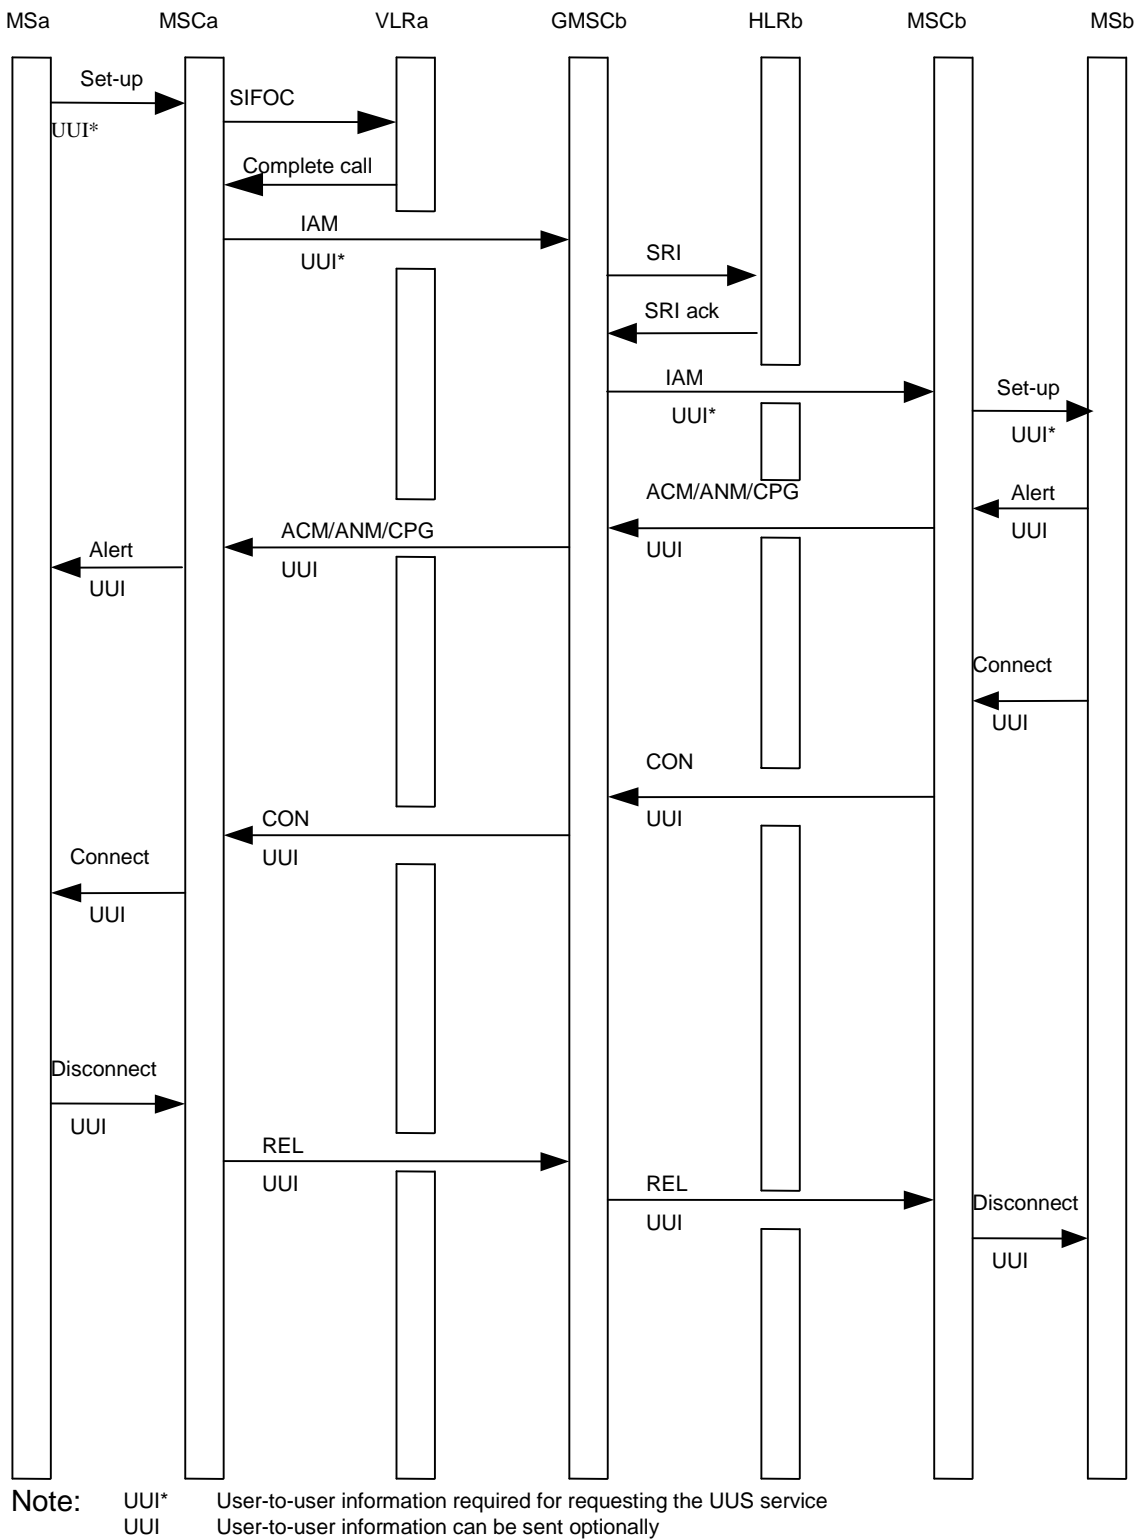 MSa MSCa VLRa GMSCb HLRb MSCb MSb
Set-up
SIFOC
UUI*
Complete call
IAM
UUI*
SRI
SRI ack
IAM
UUI*
Set-up
UUI*
ACM/ANM/CPG
UUI
Alert
UUI
ACM/ANM/CPG
UUI
Alert
UUI
Connect
UUI
CON
UUI
CON
UUI
Connect
UUI
Disconnect
UUI
REL
UUI
REL
UUI
Disconnect
UUI
Note: UUI* User-to-user information required for requesting the UUS service
UUI User-to-user information can be sent optionally